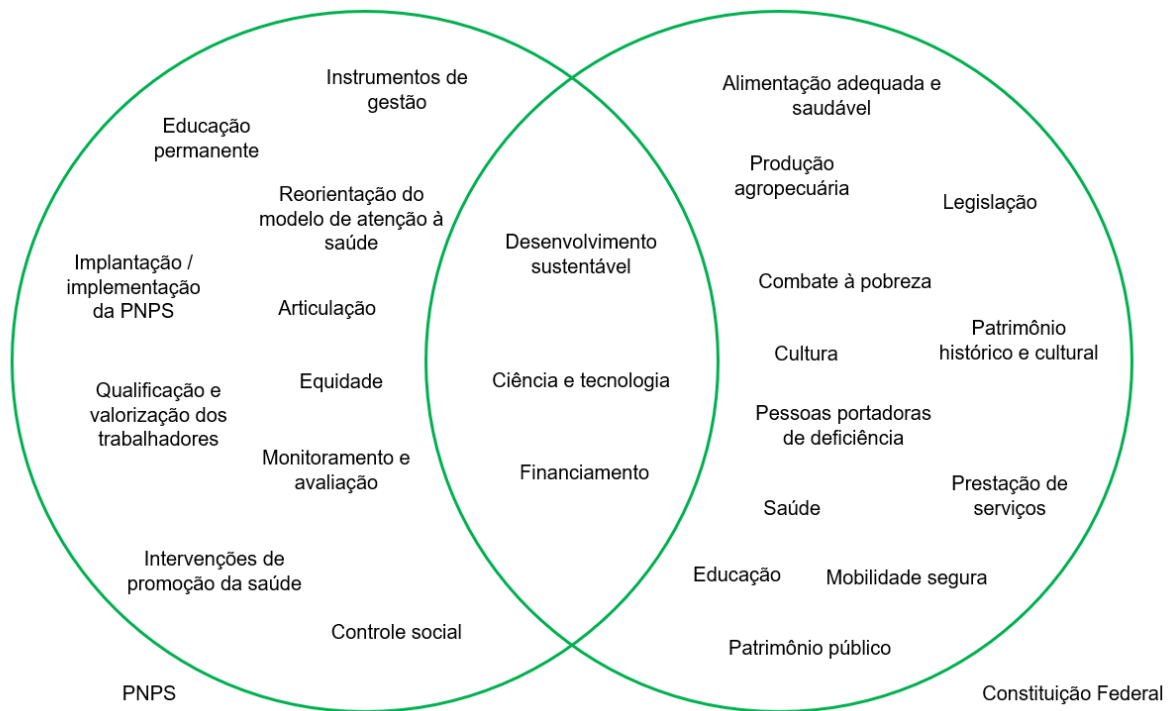 Instrumentos de
gestão
Educação
permanente
Reorientação do
modelo de atenção à
saúde
Implantação /
implementação
da PNPS
Articulação
Equidade
Qualificação e
valorização dos
trabalhadores
Monitoramento e
avaliação
Intervenções de
promoção da saúde
Controle social
PNPS
Desenvolvimento
sustentável
Ciência e tecnologia
Financiamento
Alimentação adequada e
saudável
Produção
agropecuária
Legislação
Combate à pobreza
Patrimônio
histórico e cultural
Cultura
Pessoas portadoras
de deficiência
Prestação de
serviços
Saúde
Educação
Mobilidade segura
Patrimônio público
Constituição Federal